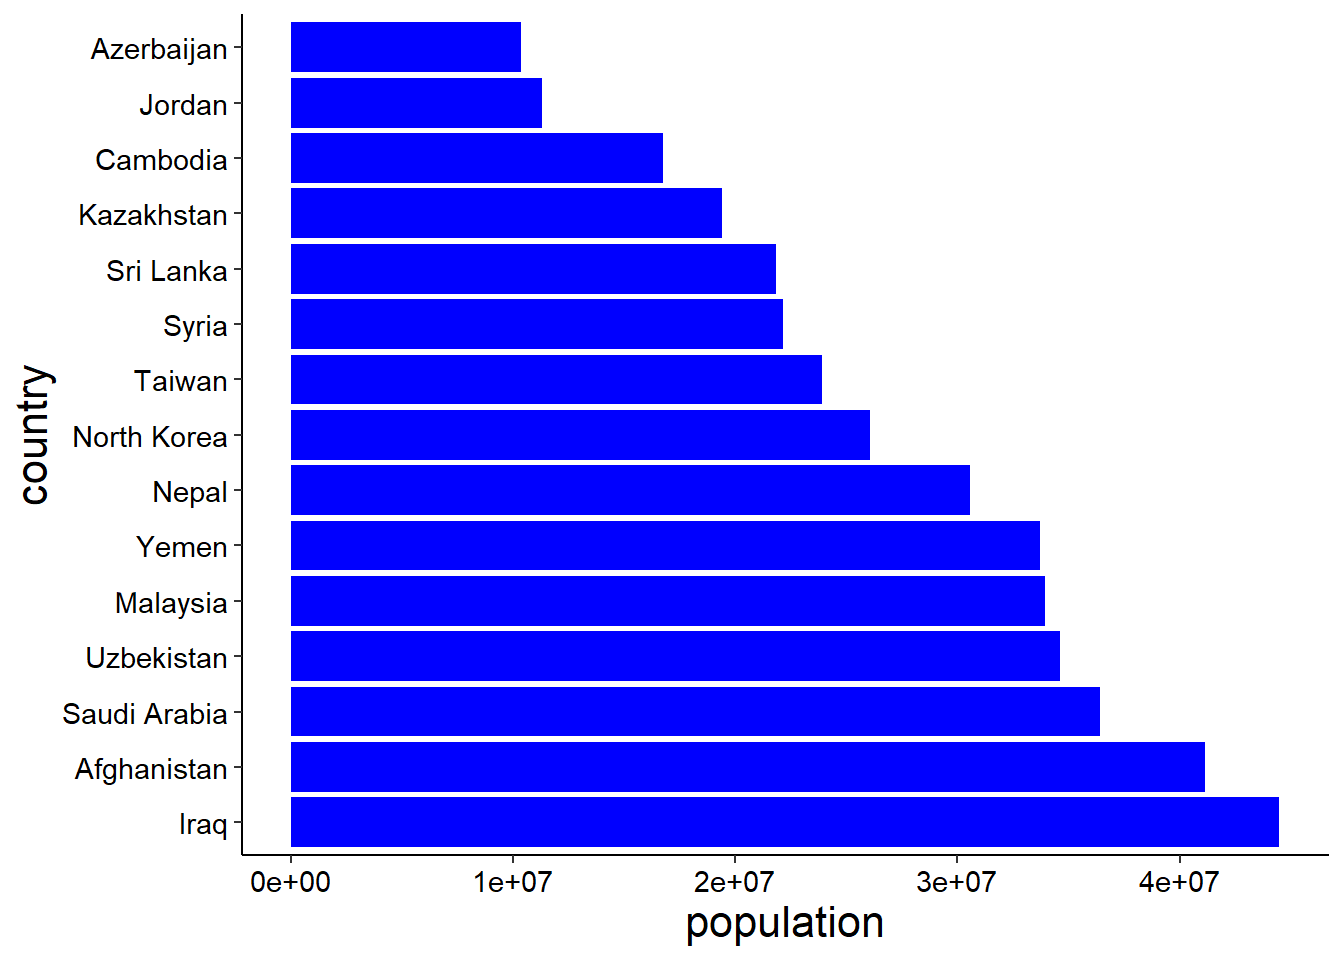 Azerbaijan
Jordan
Cambodia
Kazakhstan
Sri Lanka
Syria
Taiwan
North Korea
Nepal
Yemen
Malaysia
Uzbekistan
Saudi Arabia
Afghanistan
Iraq
country
0e+00 1e+07 2e+07 3e+07 4e+07
population